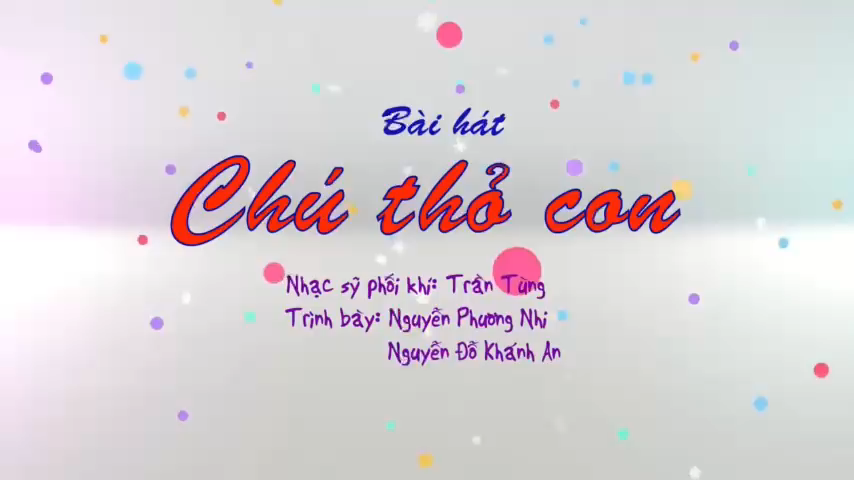 Bài hát
Chú thỏ con
Nhạc sỹ phối khí: Trần Tùng
Trình bày: Nguyễn Phương Nhi
Nguyễn Đỗ Khánh An